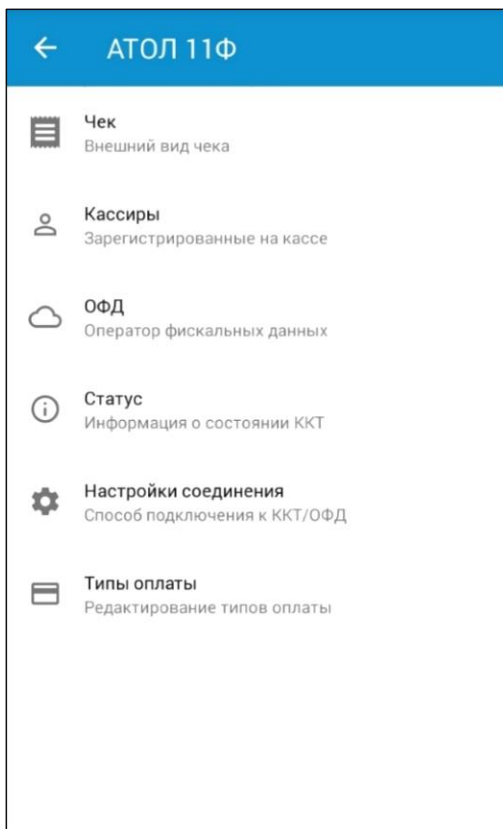 АТОЛ 11Ф
Чек
Внешний вид чека
Кассиры
Зарегистрированные на кассе
ОФД
Оператор фискальных данных
Статус
Информация о состоянии ККТ
Настройки соединения
Способ подключения к ККТ/ОФД
Типы оплаты
Редактирование типов оплаты